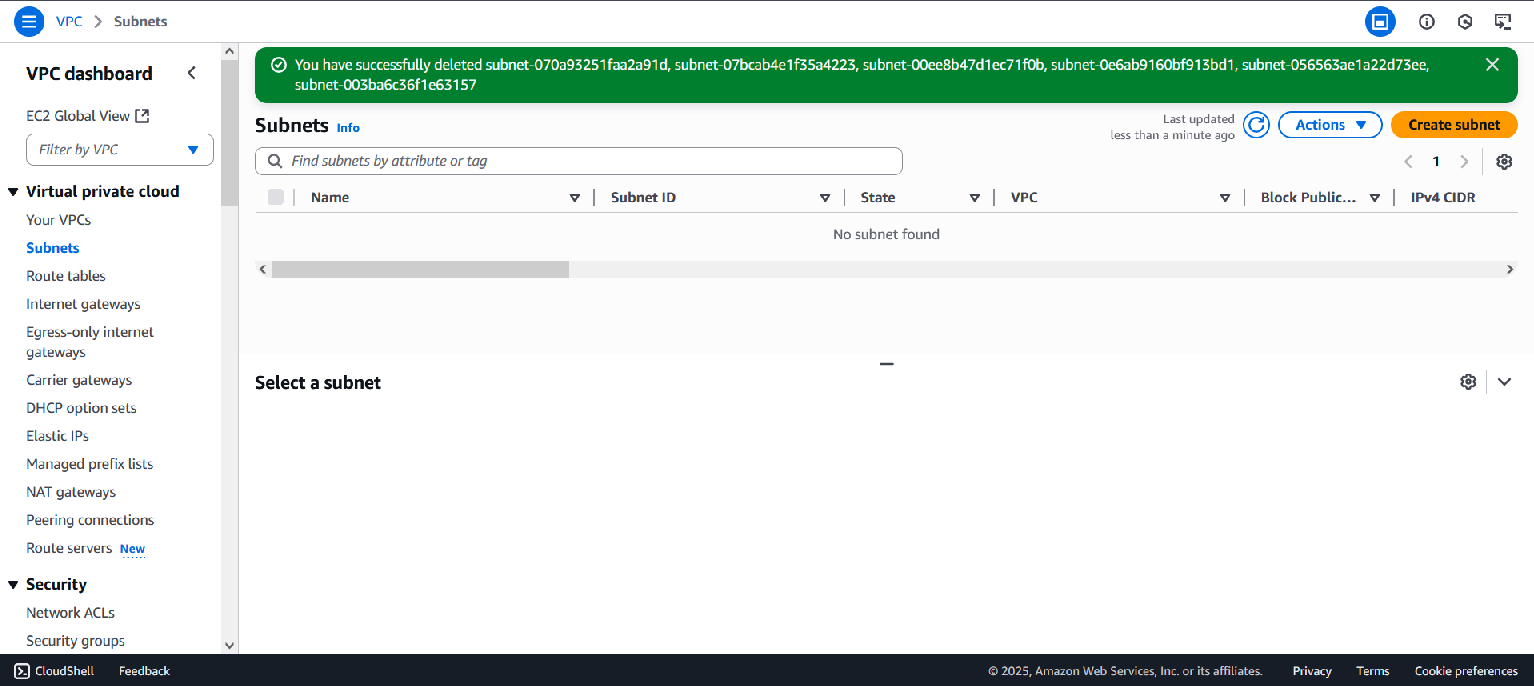 VPC > Subnets
You have successfully deleted subnet-070a93251faa2a91d, subnet-07bcab4e1f35a4223, subnet-00ee8b47d1ec71f0b, subnet-0e6ab9160bf913bd1, subnet-056563ae1a22d73ee,
subnet-003ba6c36f1e63157
VPC dashboard
EC2 Global View
Filter by VPC
Virtual private cloud
Your VPCs
Subnets
Route tables
Internet gateways
Egress-only internet
gateways
Carrier gateways
DHCP option sets
Elastic IPs
Managed prefix lists
NAT gateways
Peering connections
Route servers New
Security
Network ACLs
Security groups
Subnets Info
Last updated
less than a minute ago
Actions
Create subnet
Find subnets by attribute or tag
1
Name Subnet ID State VPC Block Public... IPv4 CIDR
No subnet found
Select a subnet
CloudShell Feedback © 2025, Amazon Web Services, Inc. or its affiliates. Privacy Terms Cookie preferences